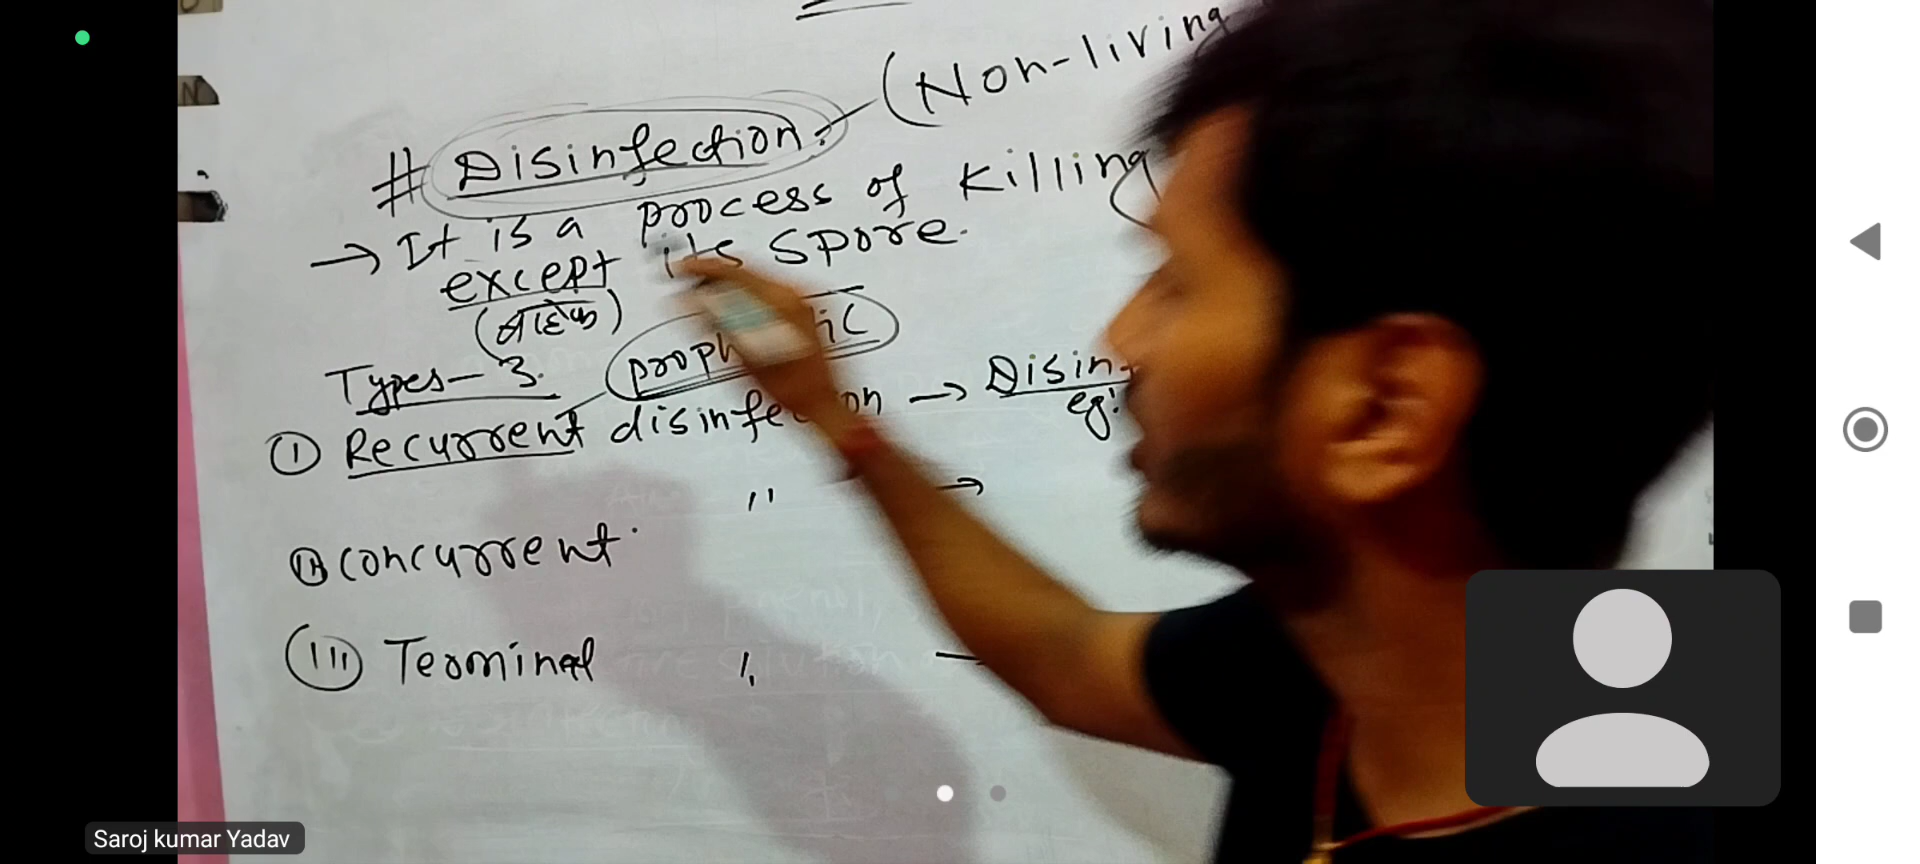 (Non-living
# Disinfection:-
→ It is a process of killing
except its spore.
(बाहेक)
Types - 3.
① Recurrent disinfection → Disin
eg:
ⓘⓘ concurrent " →
ⓘⓘⓘ Terminal "
Saroj kumar Yadav